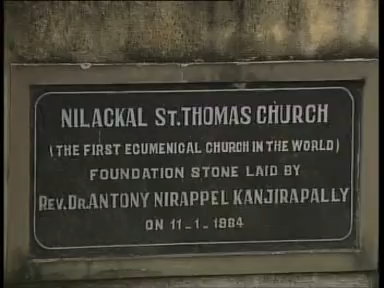 NILACKAL ST. THOMAS CHURCH
(THE FIRST ECUMENICAL CHURCH IN THE WORLD)
FOUNDATION STONE LAID BY
REV. DR. ANTONY NIRAPPEL KANJIRAPALLY
ON 11-1-1984